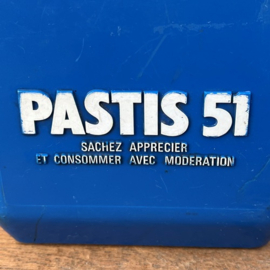 PASTIS 51
SACHEZ APPRECIER
ET CONSOMMER AVEC MODERATION